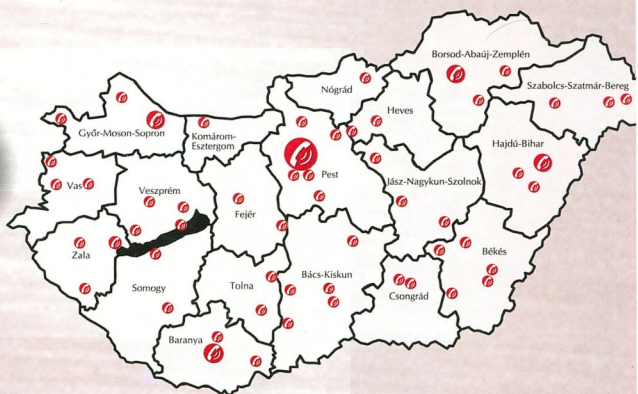 Borsod-Abaúj-Zemplén
Nógrád
Szabolcs-Szatmár-Bereg
Heves
Győr-Moson-Sopron
Komárom-
Esztergom
Hajdú-Bihar
Pest
Jász-Nagykun-Szolnok
Vas
Veszprém
Fejér
Zala
Békés
Somogy
Tolna
Bács-Kiskun
Csongrád
Baranya